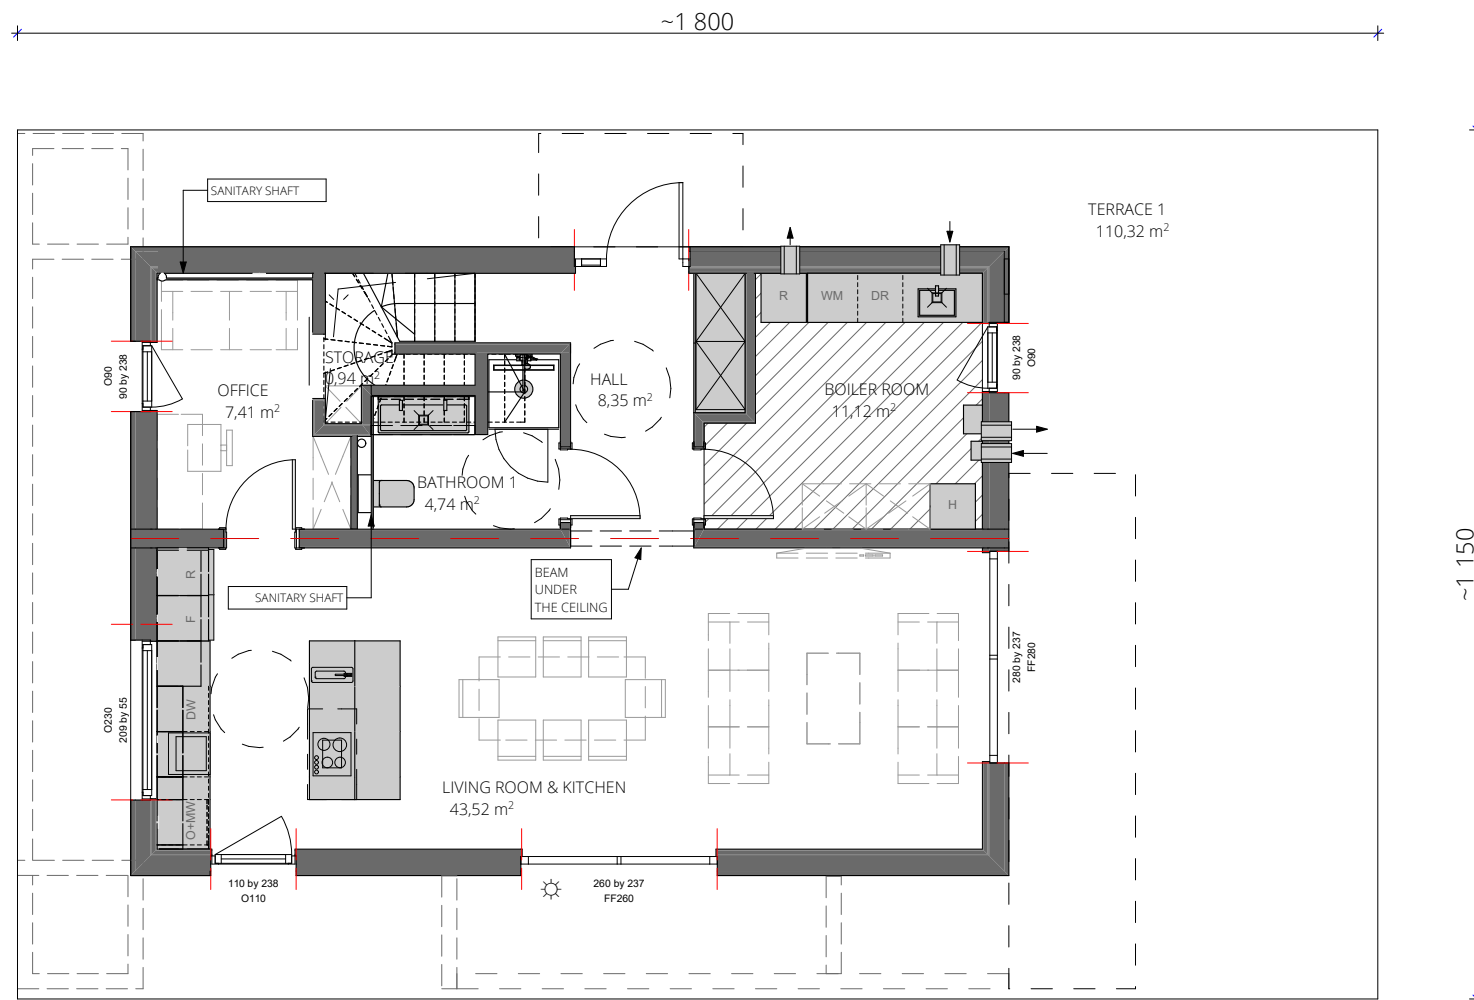 ~1 800
SANITARY SHAFT
TERRACE 1
110,32 m²
R
WM
DR
STORAGE
0,94 m²
O90
90 by 238
OFFICE
7,41 m²
HALL
8,35 m²
BOILER ROOM
11,12 m²
90 by 238
O90
BATHROOM 1
4,74 m²
H
~1 150
R
F
SANITARY SHAFT
BEAM
UNDER
THE CEILING
280 by 237
FF280
O230
209 by 55
DW
LIVING ROOM & KITCHEN
43,52 m²
O+MW
110 by 238
O110
260 by 237
FF260